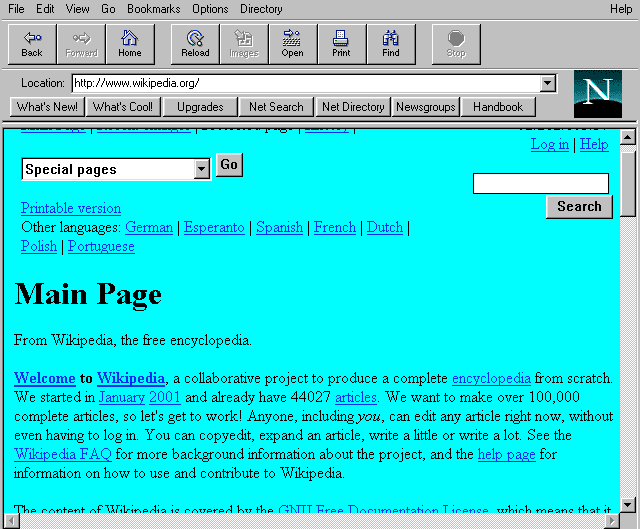 File Edit View Go Bookmarks Options Directory Help
Back Forward Home Reload Images Open Print Find Stop
Location: http://www.wikipedia.org/
N
What's New! What's Cool! Upgrades Net Search Net Directory Newsgroups Handbook
Log in | Help
Special pages Go
Search
Printable version
Other languages: German | Esperanto | Spanish | French | Dutch |
Polish | Portuguese
Main Page
From Wikipedia, the free encyclopedia.
Welcome to Wikipedia, a collaborative project to produce a complete encyclopedia from scratch.
We started in January 2001 and already have 44027 articles. We want to make over 100,000
complete articles, so let's get to work! Anyone, including you, can edit any article right now, without
even having to log in. You can copyedit, expand an article, write a little or write a lot. See the
Wikipedia FAQ for more background information about the project, and the help page for
information on how to use and contribute to Wikipedia.
The content of Wikipedia is covered by the GNU Free Documentation License, which means that it